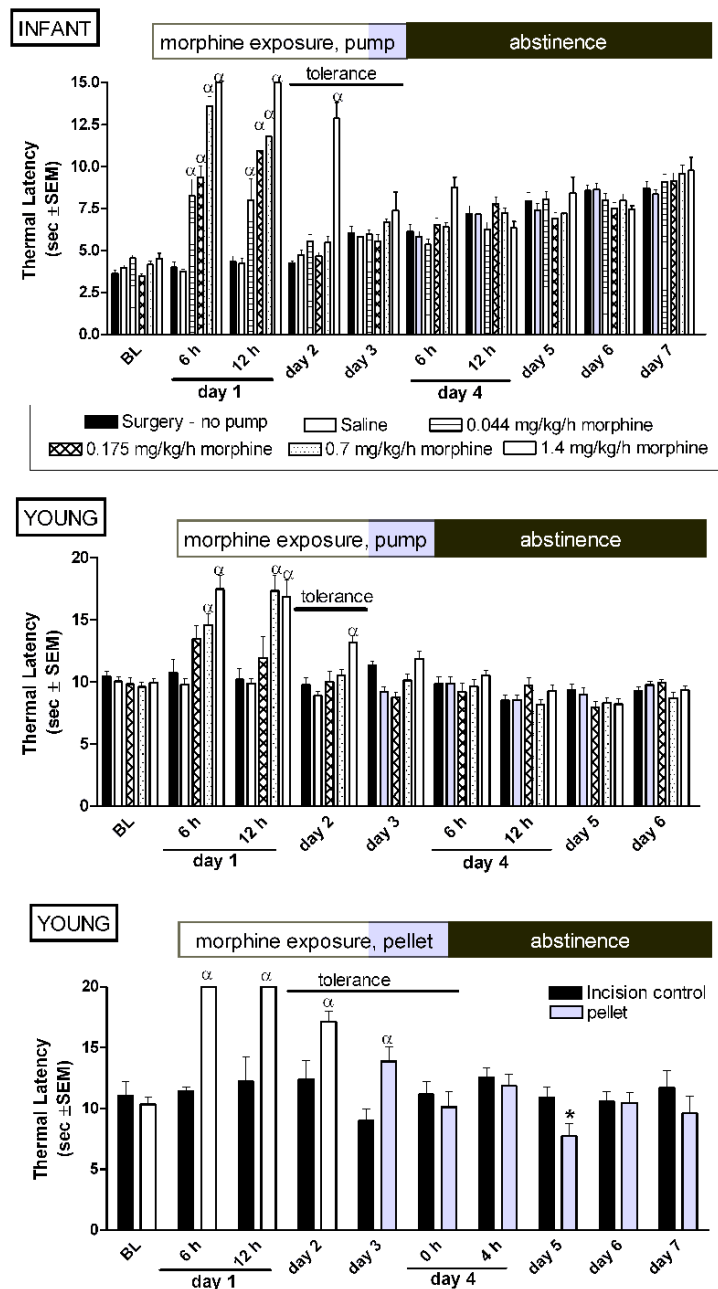 INFANT
morphine exposure, pump
abstinence
tolerance
15.0
12.5
10.0
7.5
5.0
2.5
0.0
Thermal Latency
(sec ±SEM)
α α α α α α α α α
BL
6 h
12 h
day 2
day 3
6 h
12 h
day 5
day 6
day 7
day 1
day 4
Surgery - no pump
Saline
0.044 mg/kg/h morphine
0.175 mg/kg/h morphine
0.7 mg/kg/h morphine
1.4 mg/kg/h morphine
YOUNG
morphine exposure, pump
abstinence
tolerance
20
15
10
5
0
Thermal Latency
(sec ± SEM)
α α α α α
BL
6 h
12 h
day 2
day 3
6 h
12 h
day 5
day 6
day 1
day 4
YOUNG
morphine exposure, pellet
abstinence
tolerance
Incision control
pellet
20
15
10
5
0
Thermal Latency
(sec ±SEM)
α α α α *
BL
6 h
12 h
day 2
day 3
0 h
4 h
day 5
day 6
day 7
day 1
day 4